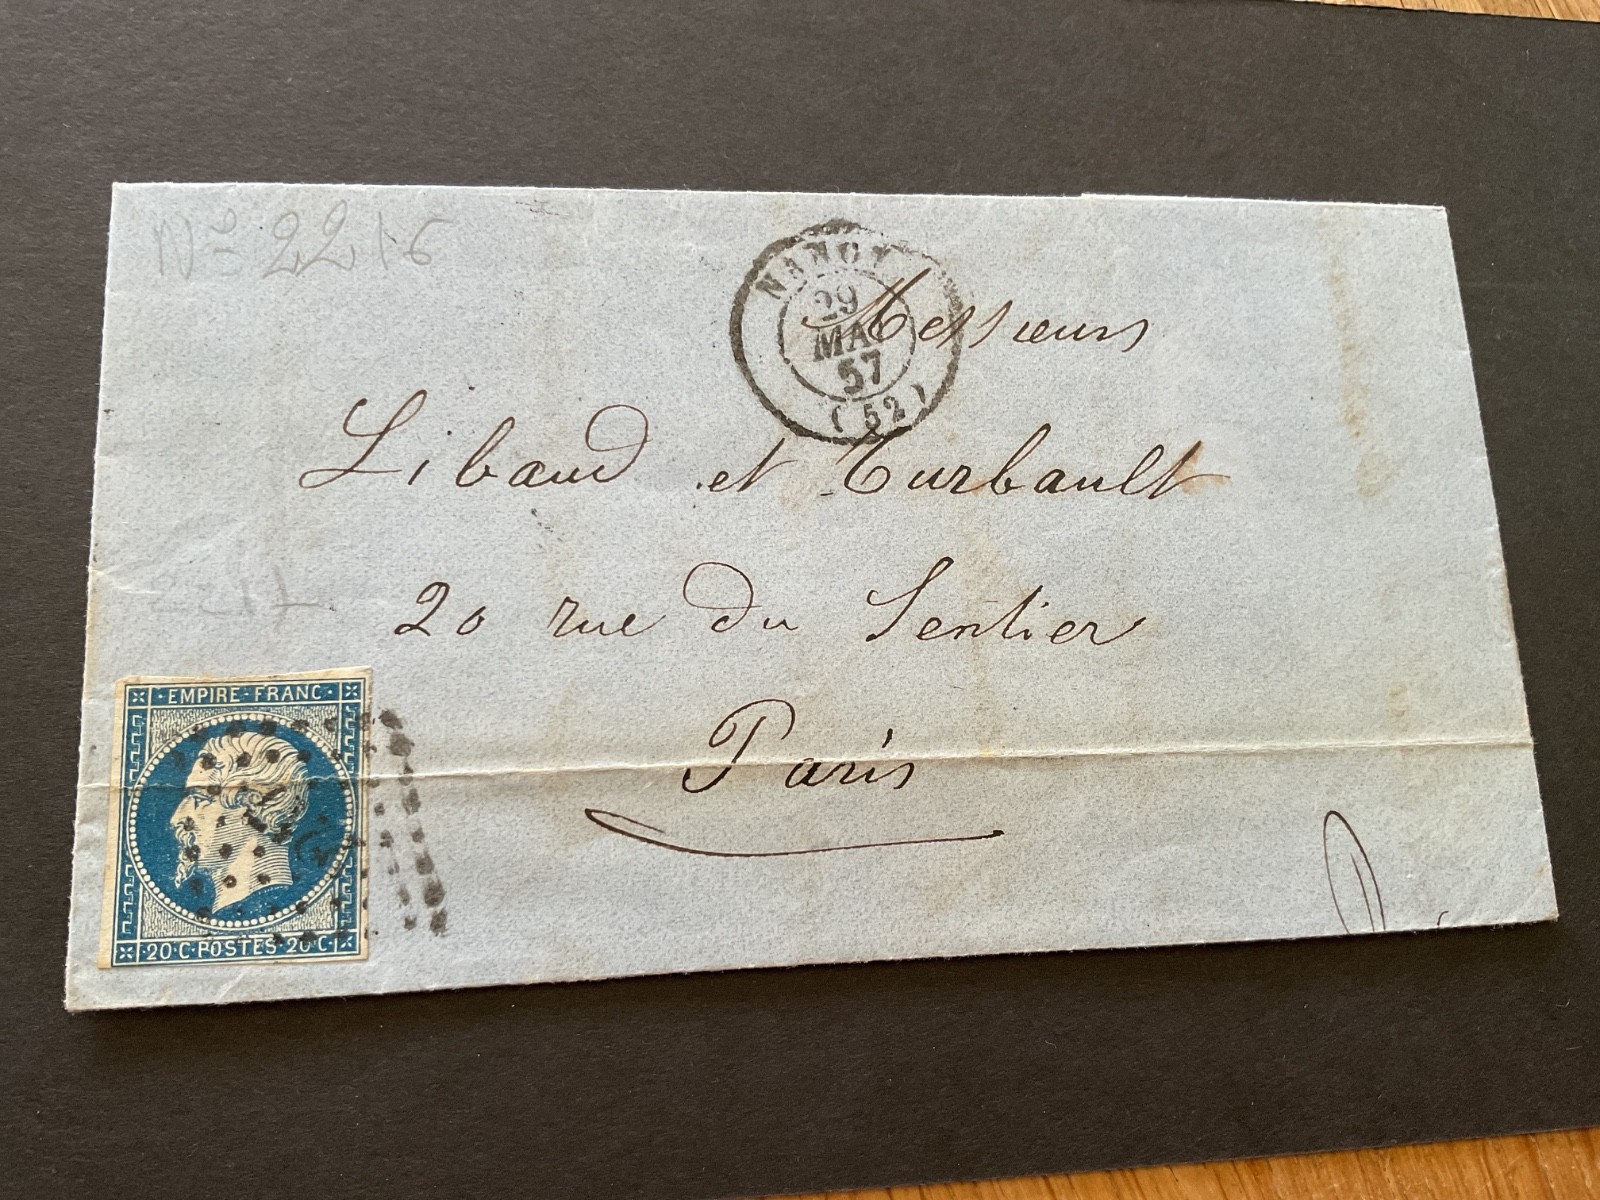 No 2216
NANCY
29
MAI
57
(52)
Messieurs
Libaud et Turbault
20 rue du Sentier
Paris
EMPIRE-FRANC
20·C·POSTES·20·C